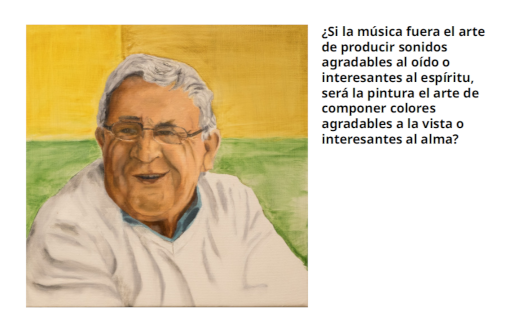 ¿Si la música fuera el arte
de producir sonidos
agradables al oído o
interesantes al espíritu,
será la pintura el arte de
componer colores
agradables a la vista o
interesantes al alma?